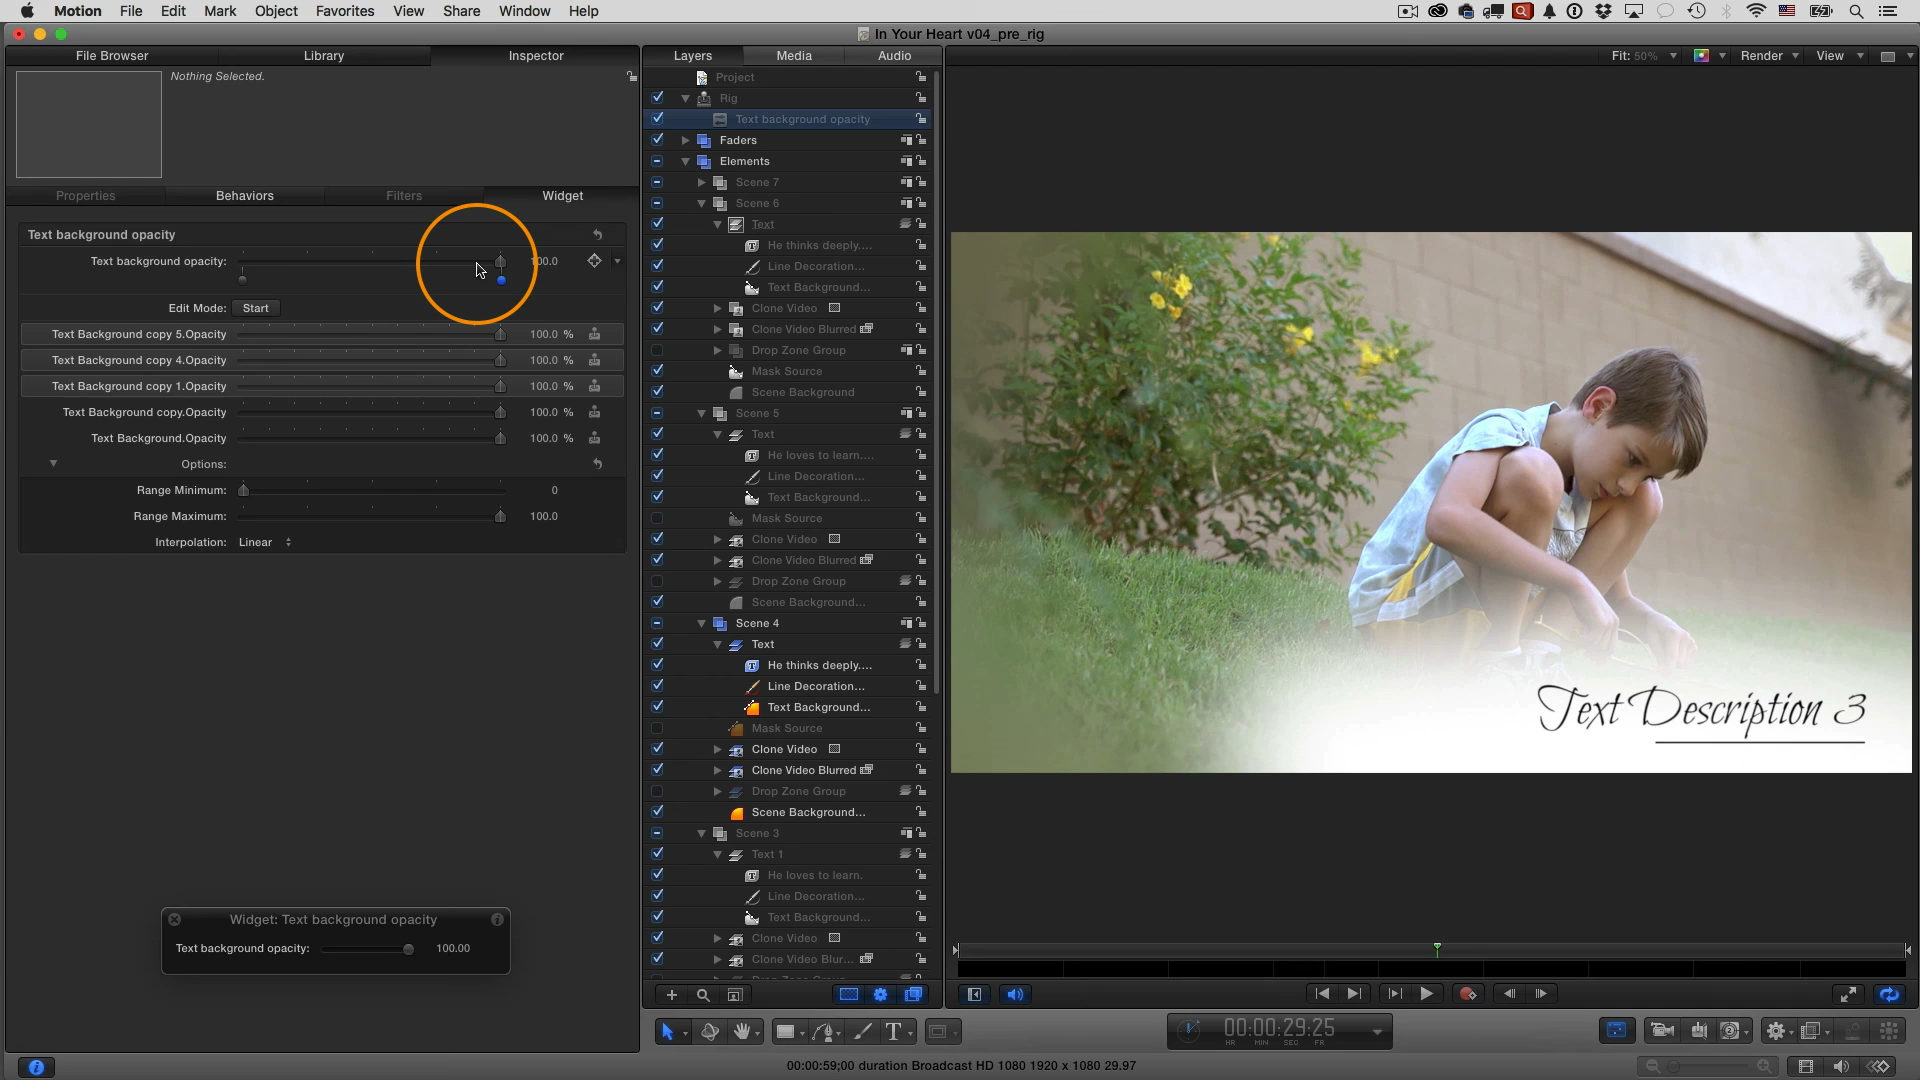 Motion File Edit Mark Object Favorites View Share Window Help
In Your Heart v04_pre_rig
File Browser Library Inspector
Layers Media Audio
Fit: 50% Render View
Nothing Selected.
Properties Behaviors Filters Widget
Text background opacity
Text background opacity: 100.0
Edit Mode: Start
Text Background copy 5.Opacity 100.0 %
Text Background copy 4.Opacity 100.0 %
Text Background copy 1.Opacity 100.0 %
Text Background copy.Opacity 100.0 %
Text Background.Opacity 100.0 %
Options:
Range Minimum: 0
Range Maximum: 100.0
Interpolation: Linear
Widget: Text background opacity
Text background opacity: 100.00
Project
Rig
Text background opacity
Faders
Elements
Scene 7
Scene 6
Text
He thinks deeply....
Line Decoration...
Text Background...
Clone Video
Clone Video Blurred
Drop Zone Group
Mask Source
Scene Background
Scene 5
Text
He loves to learn....
Line Decoration...
Text Background...
Mask Source
Clone Video
Clone Video Blurred
Drop Zone Group
Scene Background...
Scene 4
Text
He thinks deeply....
Line Decoration...
Text Background...
Mask Source
Clone Video
Clone Video Blurred
Drop Zone Group
Scene Background...
Scene 3
Text 1
He loves to learn.
Line Decoration...
Text Background...
Clone Video
Clone Video Blur...
Text Description 3
00:00:29:25
HR MIN SEC FR
00:00:59;00 duration Broadcast HD 1080 1920 x 1080 29.97